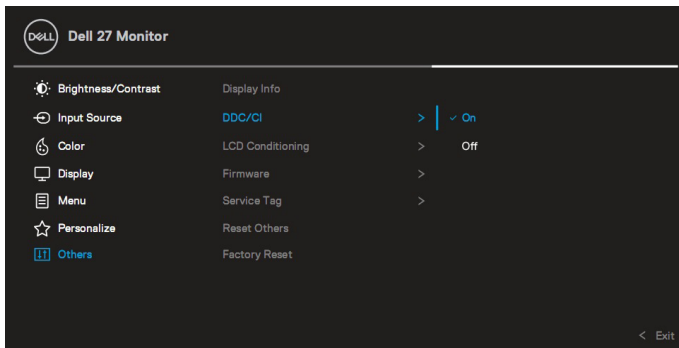 DELL Dell 27 Monitor
Brightness/Contrast Display Info
Input Source DDC/CI > ✓ On
Color LCD Conditioning > Off
Display Firmware >
Menu Service Tag >
Personalize Reset Others
Others Factory Reset
< Exit